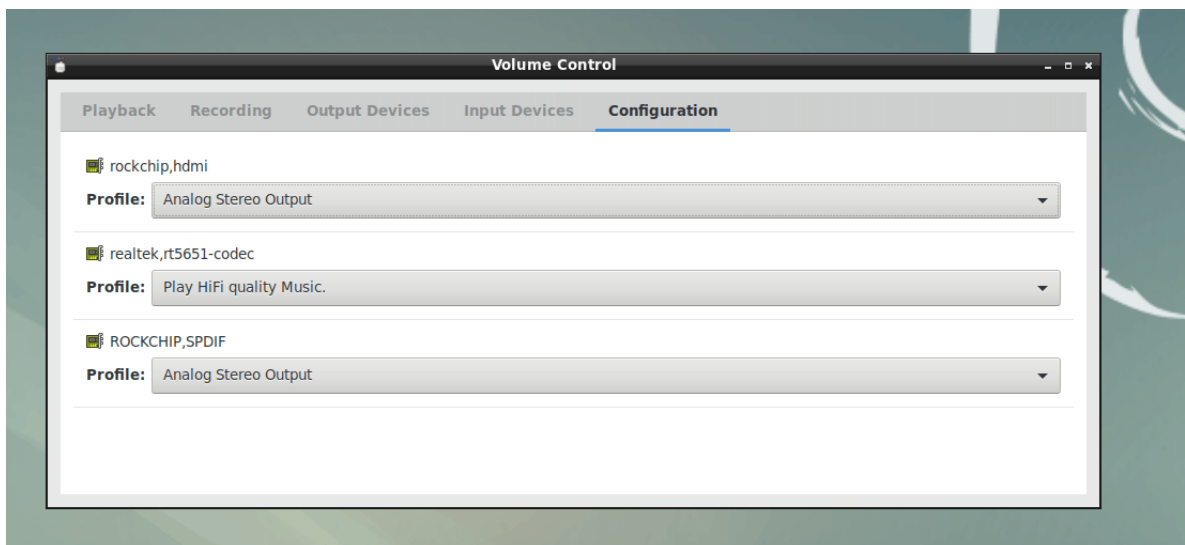 Volume Control
Playback Recording Output Devices Input Devices Configuration
rockchip,hdmi
Profile: Analog Stereo Output
realtek,rt5651-codec
Profile: Play HiFi quality Music.
ROCKCHIP,SPDIF
Profile: Analog Stereo Output